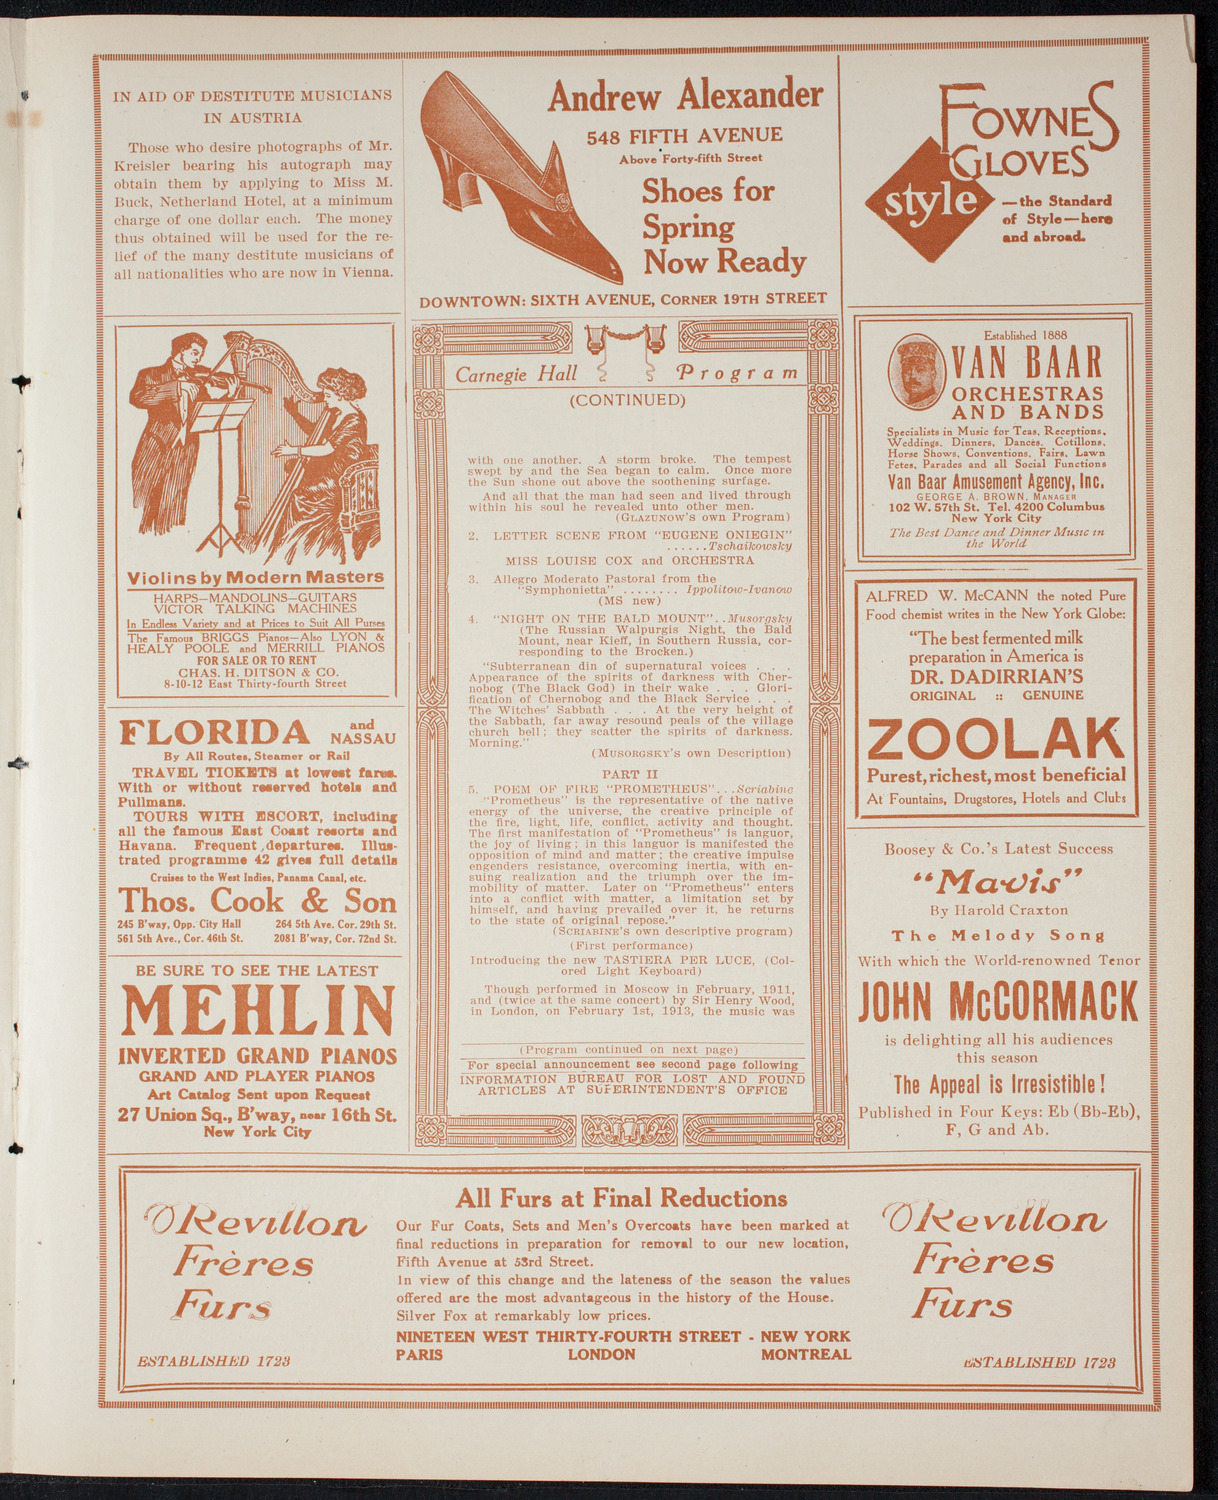 IN AID OF DESTITUTE MUSICIANS
IN AUSTRIA
Those who desire photographs of Mr.
Kreisler bearing his autograph may
obtain them by applying to Miss M.
Buck, Netherland Hotel, at a minimum
charge of one dollar each. The money
thus obtained will be used for the re-
lief of the many destitute musicians of
all nationalities who are now in Vienna.
Andrew Alexander
548 FIFTH AVENUE
Above Forty-fifth Street
Shoes for
Spring
Now Ready
DOWNTOWN: SIXTH AVENUE, CORNER 19TH STREET
FOWNES
GLOVES
style
—the Standard
of Style—here
and abroad.
Violins by Modern Masters
HARPS—MANDOLINS—GUITARS
VICTOR TALKING MACHINES
In Endless Variety and at Prices to Suit All Purses
The Famous BRIGGS Pianos—Also LYON &
HEALY POOLE and MERRILL PIANOS
FOR SALE OR TO RENT
CHAS. H. DITSON & CO.
8-10-12 East Thirty-fourth Street
FLORIDA and NASSAU
By All Routes, Steamer or Rail
TRAVEL TICKETS at lowest fares.
With or without reserved hotels and
Pullmans.
TOURS WITH ESCORT, including
all the famous East Coast resorts and
Havana. Frequent departures. Illus-
trated programme 42 gives full details
Cruises to the West Indies, Panama Canal, etc.
Thos. Cook & Son
245 B'way, Opp. City Hall 264 5th Ave. Cor. 29th St.
561 5th Ave., Cor. 46th St. 2081 B'way, Cor. 72nd St.
BE SURE TO SEE THE LATEST
MEHLIN
INVERTED GRAND PIANOS
GRAND AND PLAYER PIANOS
Art Catalog Sent upon Request
27 Union Sq., B'way, near 16th St.
New York City
Carnegie Hall Program
(CONTINUED)
with one another. A storm broke. The tempest
swept by and the Sea began to calm. Once more
the Sun shone out above the soothening surface.
And all that the man had seen and lived through
within his soul he revealed unto other men.
(GLAZUNOW'S own Program)
2. LETTER SCENE FROM "EUGENE ONIEGIN"
......Tschaikowsky
MISS LOUISE COX and ORCHESTRA
3. Allegro Moderato Pastoral from the
"Symphonietta" ........ Ippolitow-Ivanow
(MS new)
4. "NIGHT ON THE BALD MOUNT"..Musorgsky
(The Russian Walpurgis Night, the Bald
Mount, near Kieff, in Southern Russia, cor-
responding to the Brocken.)
"Subterranean din of supernatural voices . . .
Appearance of the spirits of darkness with Cher-
nobog (The Black God) in their wake . . . Glori-
fication of Chernobog and the Black Service . . .
The Witches' Sabbath . . . At the very height of
the Sabbath, far away resound peals of the village
church bell; they scatter the spirits of darkness.
Morning."
(MUSORGSKY'S own Description)
PART II
5. POEM OF FIRE "PROMETHEUS"...Scriabine
"Prometheus" is the representative of the native
energy of the universe, the creative principle of
the fire, light, life, conflict, activity and thought.
The first manifestation of "Prometheus" is languor,
the joy of living; in this languor is manifested the
opposition of mind and matter; the creative impulse
engenders resistance, overcoming inertia, with en-
suing realization and the triumph over the im-
mobility of matter. Later on "Prometheus" enters
into a conflict with matter, a limitation set by
himself, and having prevailed over it, he returns
to the state of original repose."
(SCRIABINE'S own descriptive program)
(First performance)
Introducing the new TASTIERA PER LUCE, (Col-
ored Light Keyboard)
Though performed in Moscow in February, 1911,
and (twice at the same concert) by Sir Henry Wood,
in London, on February 1st, 1913, the music was
(Program continued on next page)
For special announcement see second page following
INFORMATION BUREAU FOR LOST AND FOUND
ARTICLES AT SUPERINTENDENT'S OFFICE
Established 1888
VAN BAAR
ORCHESTRAS
AND BANDS
Specialists in Music for Teas, Receptions,
Weddings, Dinners, Dances, Cotillons,
Horse Shows, Conventions, Fairs, Lawn
Fetes, Parades and all Social Functions
Van Baar Amusement Agency, Inc.
GEORGE A. BROWN, MANAGER
102 W. 57th St. Tel. 4200 Columbus
New York City
The Best Dance and Dinner Music in
the World
ALFRED W. McCANN the noted Pure
Food chemist writes in the New York Globe:
"The best fermented milk
preparation in America is
DR. DADIRRIAN'S
ORIGINAL :: GENUINE
ZOOLAK
Purest, richest, most beneficial
At Fountains, Drugstores, Hotels and Clubs
Boosey & Co.'s Latest Success
"Mavis"
By Harold Craxton
The Melody Song
With which the World-renowned Tenor
JOHN McCORMACK
is delighting all his audiences
this season
The Appeal is Irresistible!
Published in Four Keys: Eb (Bb-Eb),
F, G and Ab.
Revillon
Frères
Furs
ESTABLISHED 1723
All Furs at Final Reductions
Our Fur Coats, Sets and Men's Overcoats have been marked at
final reductions in preparation for removal to our new location,
Fifth Avenue at 53rd Street.
In view of this change and the lateness of the season the values
offered are the most advantageous in the history of the House.
Silver Fox at remarkably low prices.
NINETEEN WEST THIRTY-FOURTH STREET - NEW YORK
PARIS LONDON MONTREAL
Revillon
Frères
Furs
ESTABLISHED 1723